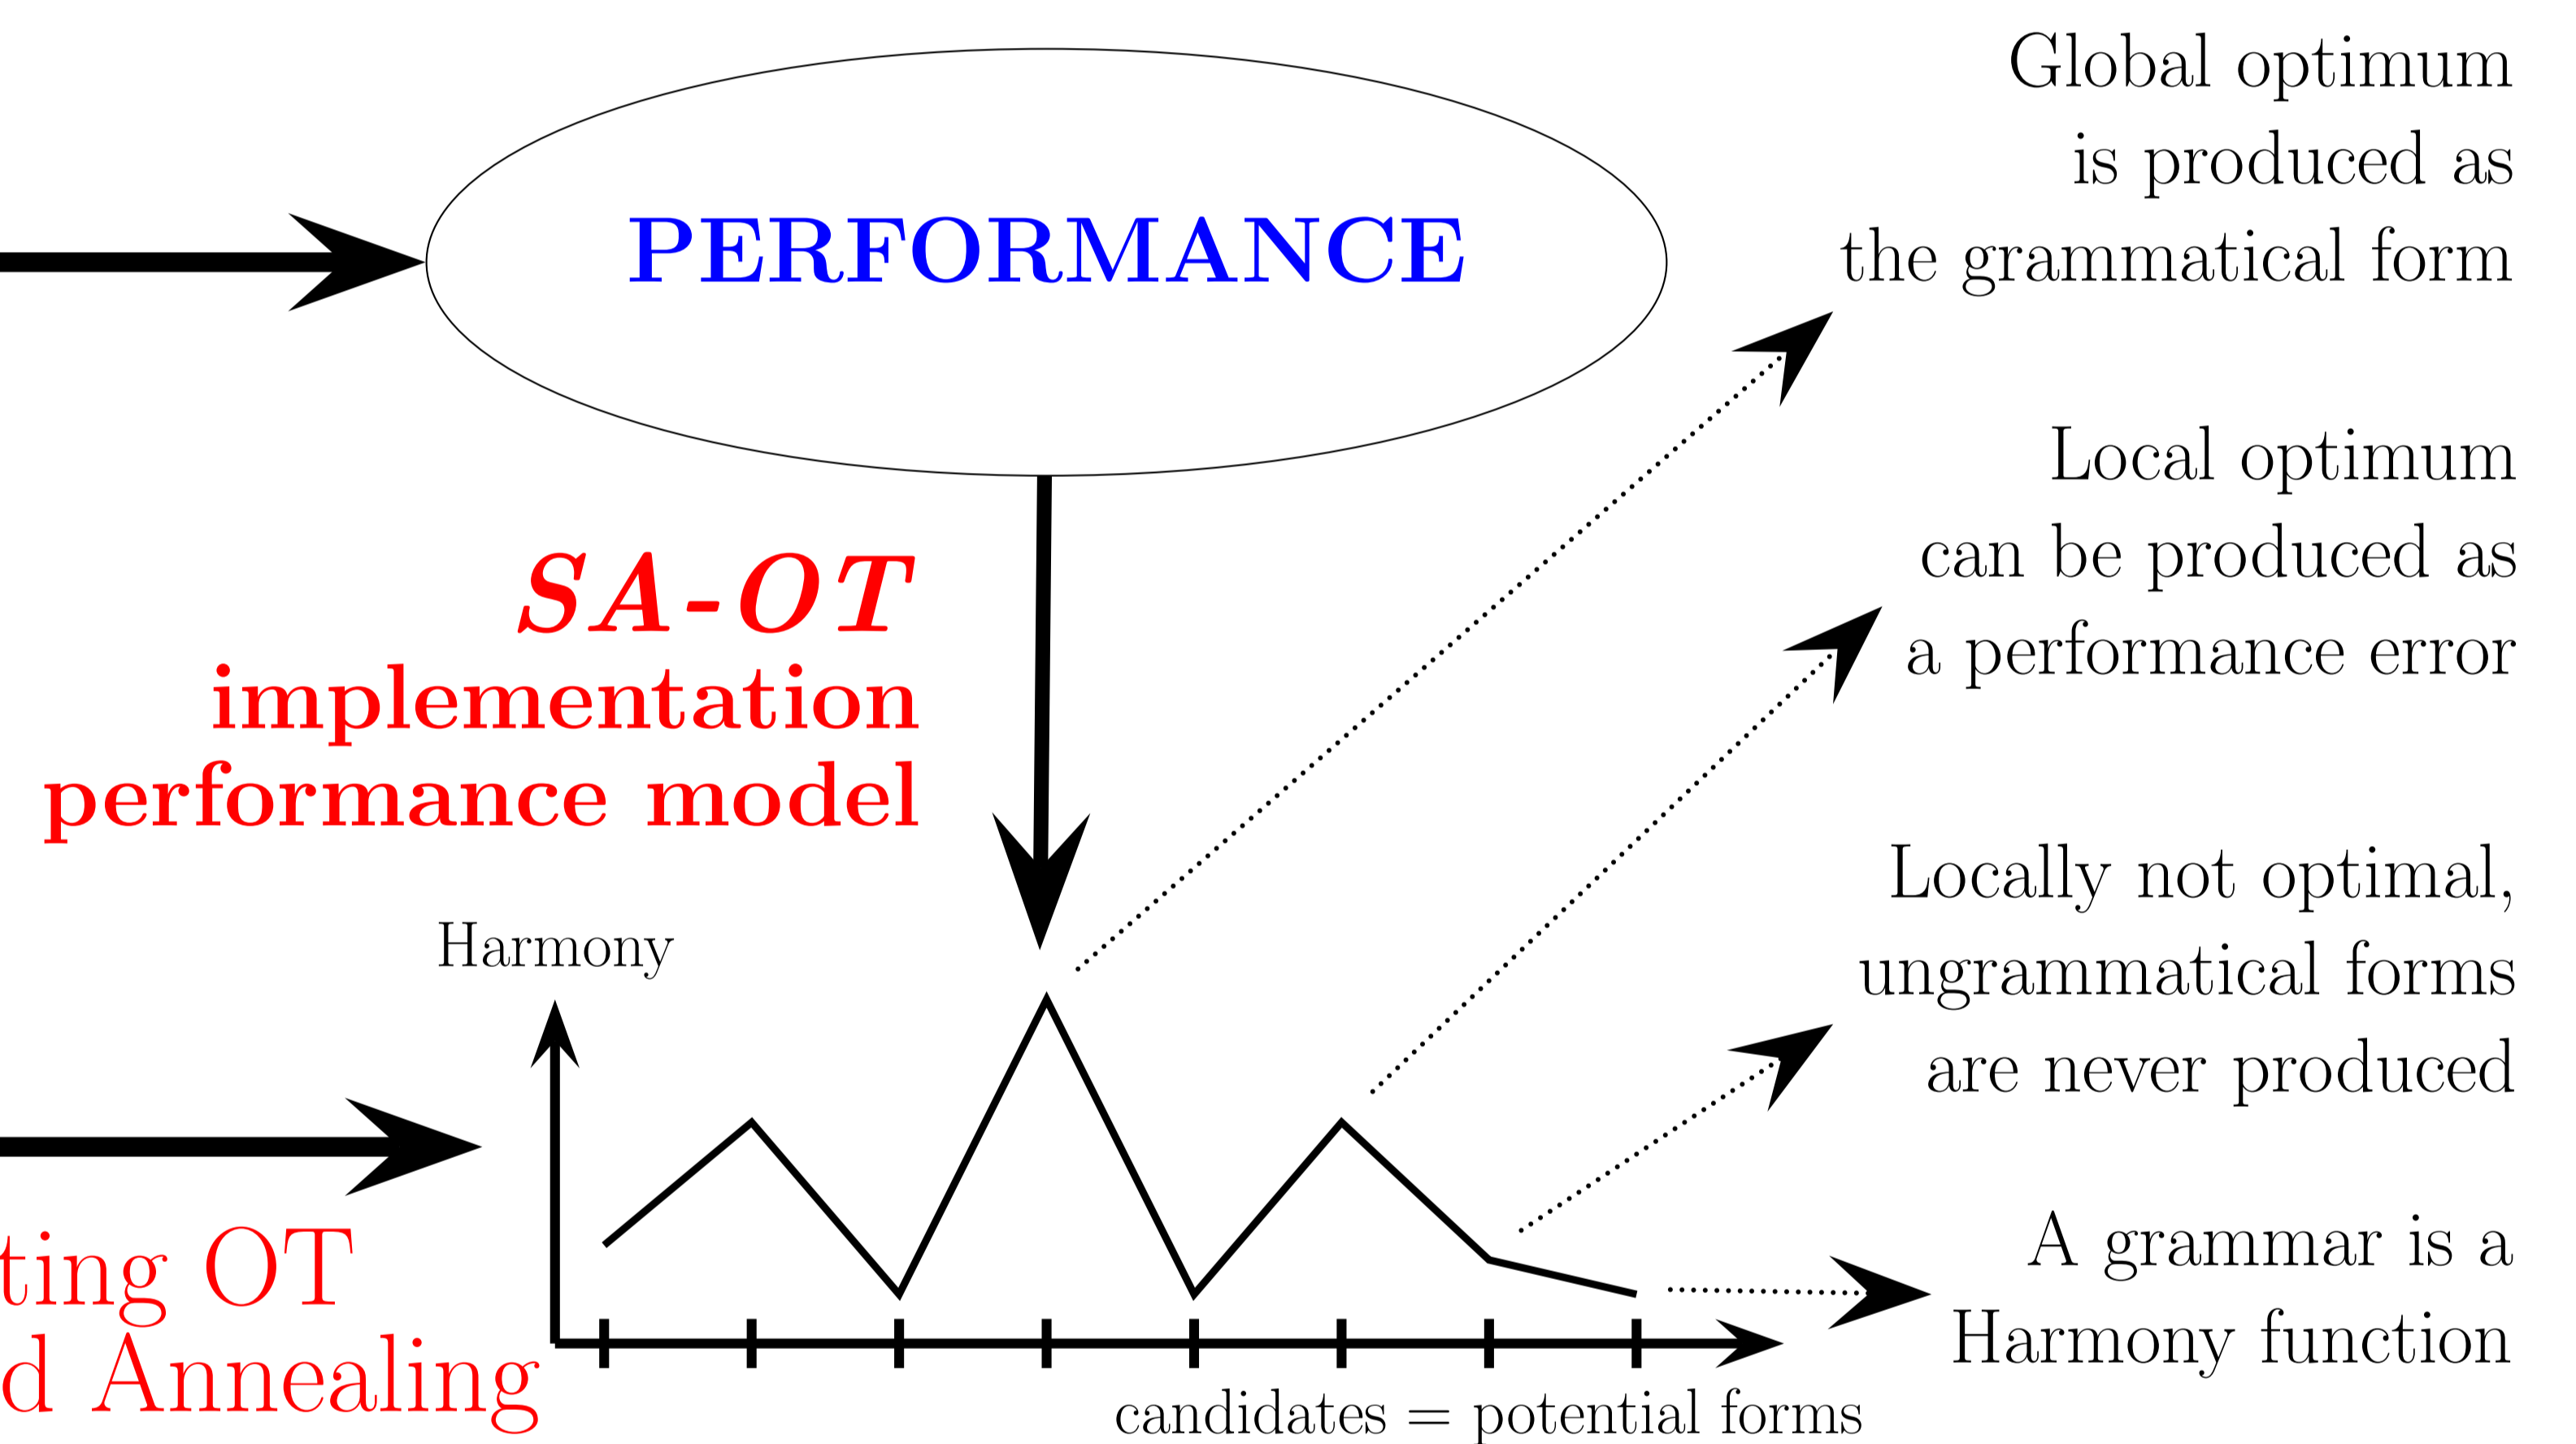 PERFORMANCE
Global optimum
is produced as
the grammatical form
Local optimum
can be produced as
a performance error
SA-OT
implementation
performance model
Locally not optimal,
ungrammatical forms
are never produced
Harmony
A grammar is a
Harmony function
ting OT
d Annealing
candidates = potential forms